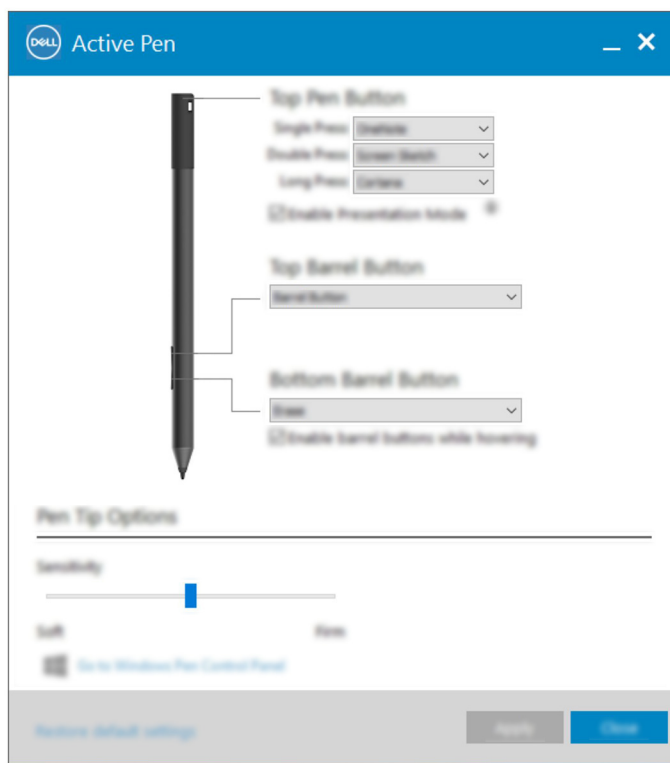 DELL Active Pen
Top Pen Button
Single Press OneNote
Double Press Screen Sketch
Long Press Cortana
Enable Presentation Mode
Top Barrel Button
Barrel Button
Bottom Barrel Button
Erase
Enable barrel buttons while hovering
Pen Tip Options
Sensitivity
Soft Firm
Go to Windows Pen Control Panel
Restore default settings Apply Close